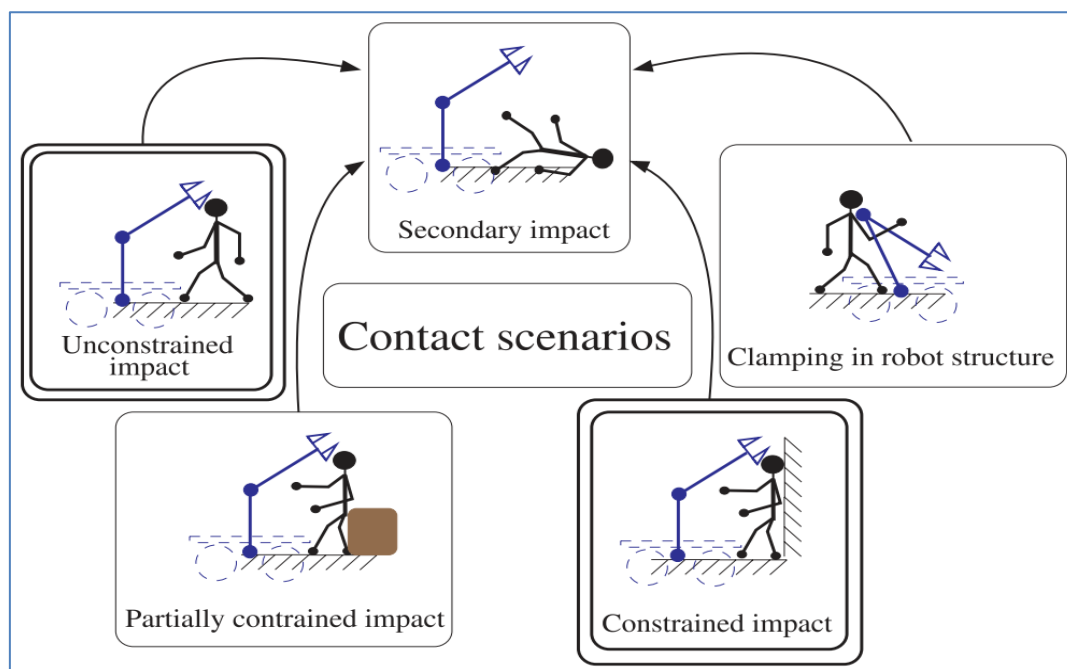 Secondary impact
Unconstrained
impact
Contact scenarios
Clamping in robot structure
Partially contrained impact
Constrained impact